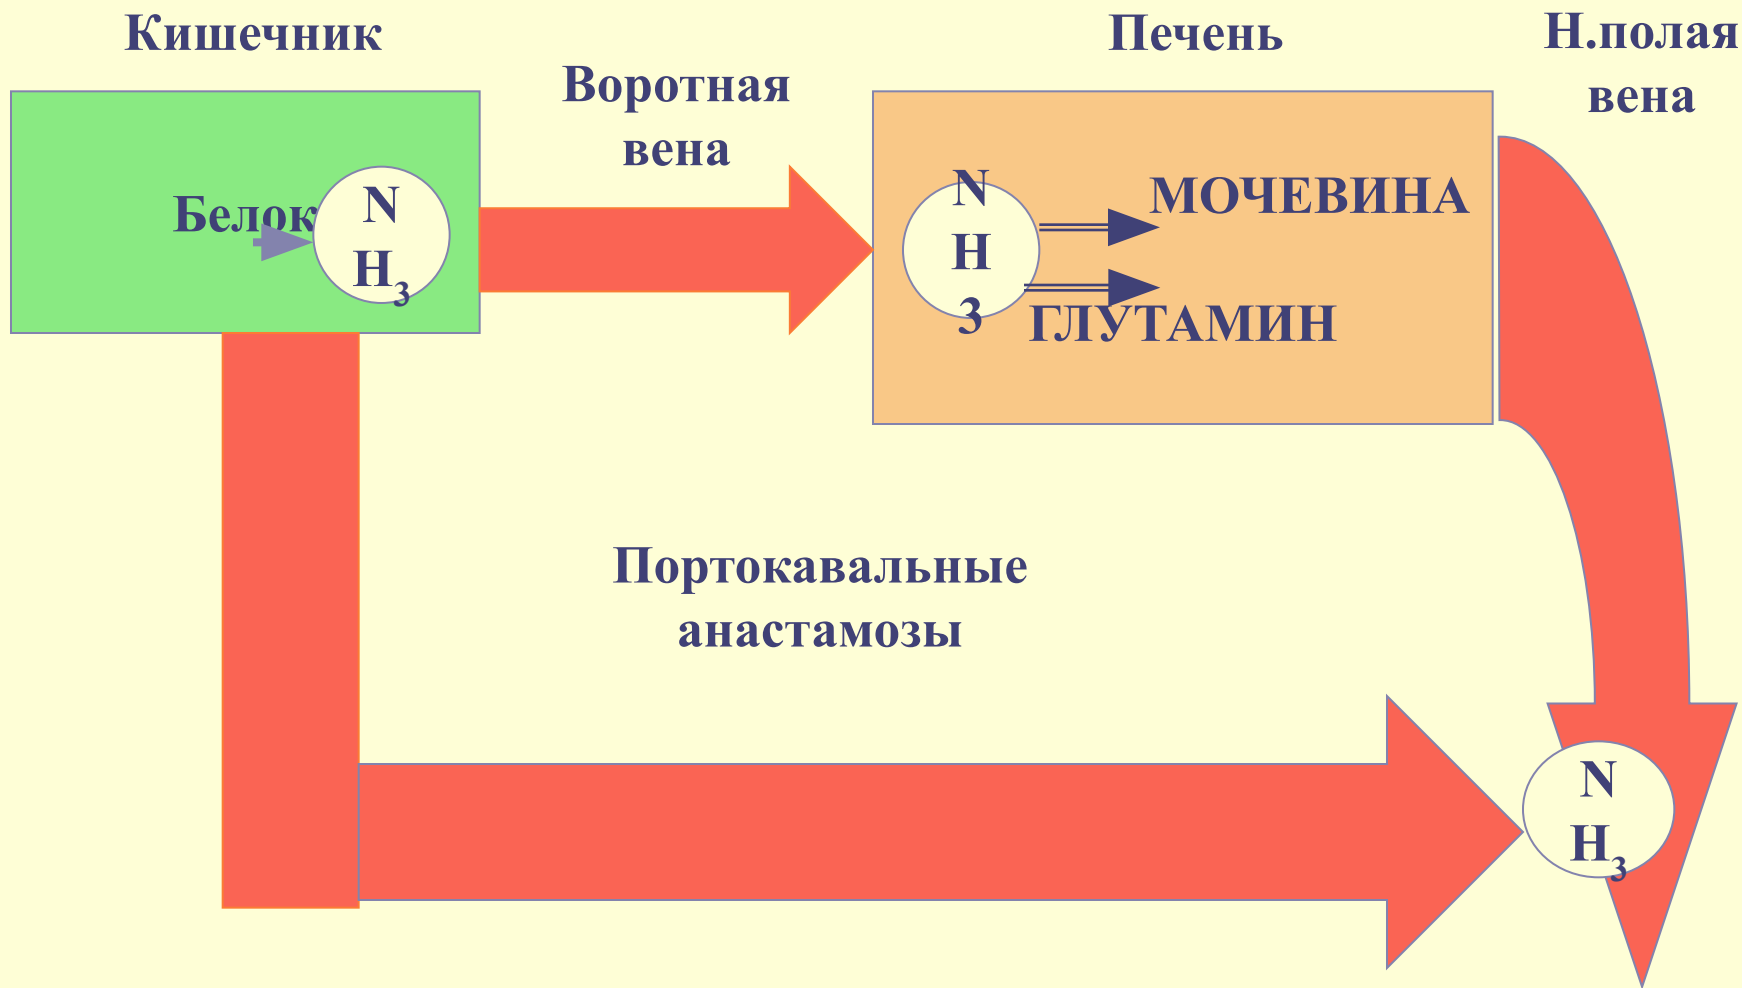 Кишечник
Воротная
вена
Печень
Н.полая
вена
Белок
N
H₃
N
H
3
МОЧЕВИНА
ГЛУТАМИН
Портокавальные
анастамозы
N
H₃